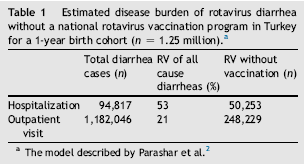 Table 1 Estimated disease burden of rotavirus diarrhea
without a national rotavirus vaccination program in Turkey
for a 1-year birth cohort (n = 1.25 million).a
Total diarrhea RV of all RV without
cases (n) cause vaccination (n)
diarrheas (%)
Hospitalization 94,817 53 50,253
Outpatient 1,182,046 21 248,229
visit
a The model described by Parashar et al.2